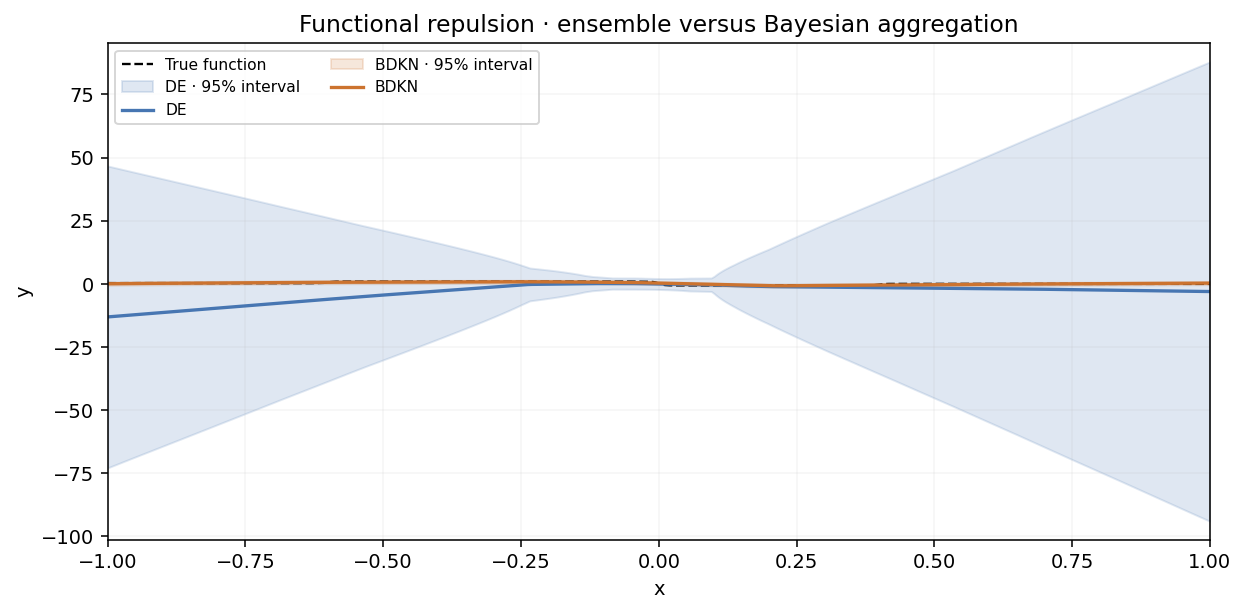 Functional repulsion · ensemble versus Bayesian aggregation
True function
DE · 95% interval
DE
BDKN · 95% interval
BDKN
75
50
25
0
−25
−50
−75
−100
y
−1.00 −0.75 −0.50 −0.25 0.00 0.25 0.50 0.75 1.00
x